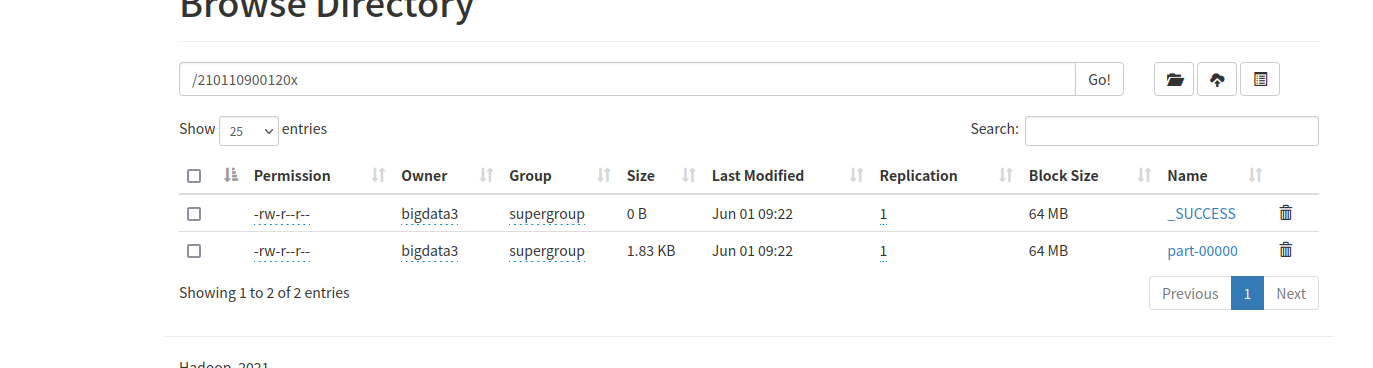 Browse Directory
/210110900120x Go!
Show 25 entries Search:
Permission Owner Group Size Last Modified Replication Block Size Name
-rw-r--r-- bigdata3 supergroup 0 B Jun 01 09:22 1 64 MB _SUCCESS
-rw-r--r-- bigdata3 supergroup 1.83 KB Jun 01 09:22 1 64 MB part-00000
Showing 1 to 2 of 2 entries Previous 1 Next
Hadoop, 2021.